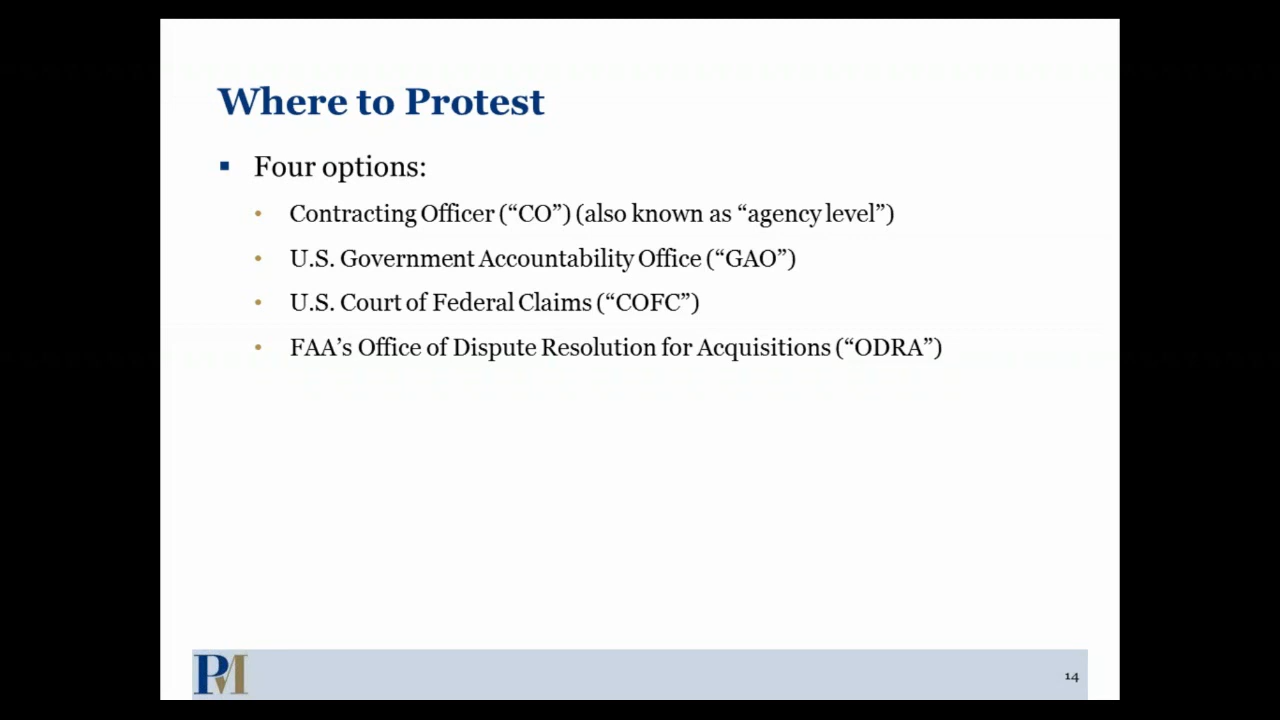 Where to Protest
Four options:
Contracting Officer (“CO”) (also known as “agency level”)
U.S. Government Accountability Office (“GAO”)
U.S. Court of Federal Claims (“COFC”)
FAA’s Office of Dispute Resolution for Acquisitions (“ODRA”)
PM
14